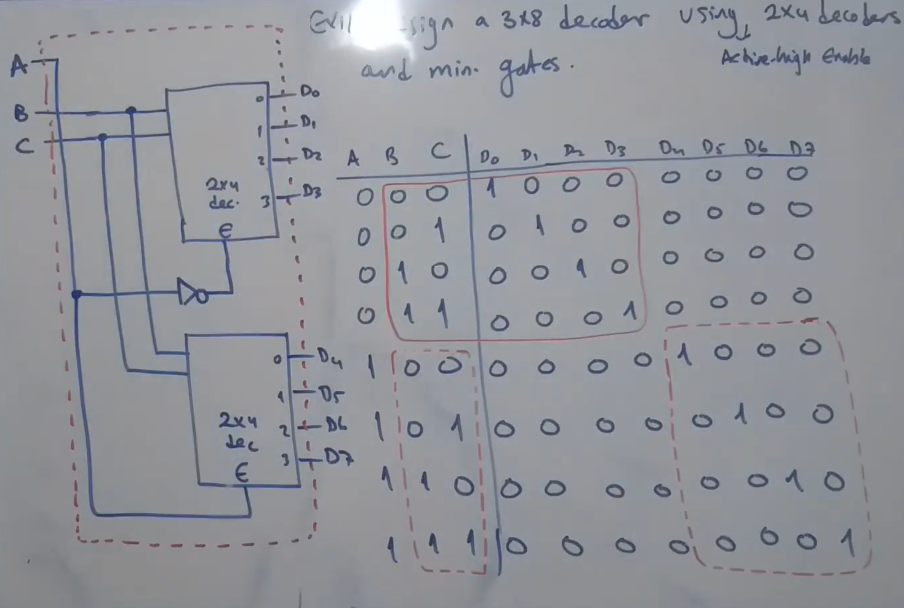 sign a 3x8 decoder using 2x4 decoders
Active-high Enable
and min. gates.
A
B
C
2x4
dec.
E
0 D0
1 D1
2 D2
3 D3
2x4
dec
E
0 D4
1 D5
2 D6
3 D7
A B C D0 D1 D2 D3 D4 D5 D6 D7
0 0 0 1 0 0 0 0 0 0 0
0 0 1 0 1 0 0 0 0 0 0
0 1 0 0 0 1 0 0 0 0 0
0 1 1 0 0 0 1 0 0 0 0
1 0 0 0 0 0 0 1 0 0 0
1 0 1 0 0 0 0 0 1 0 0
1 1 0 0 0 0 0 0 0 1 0
1 1 1 0 0 0 0 0 0 0 1